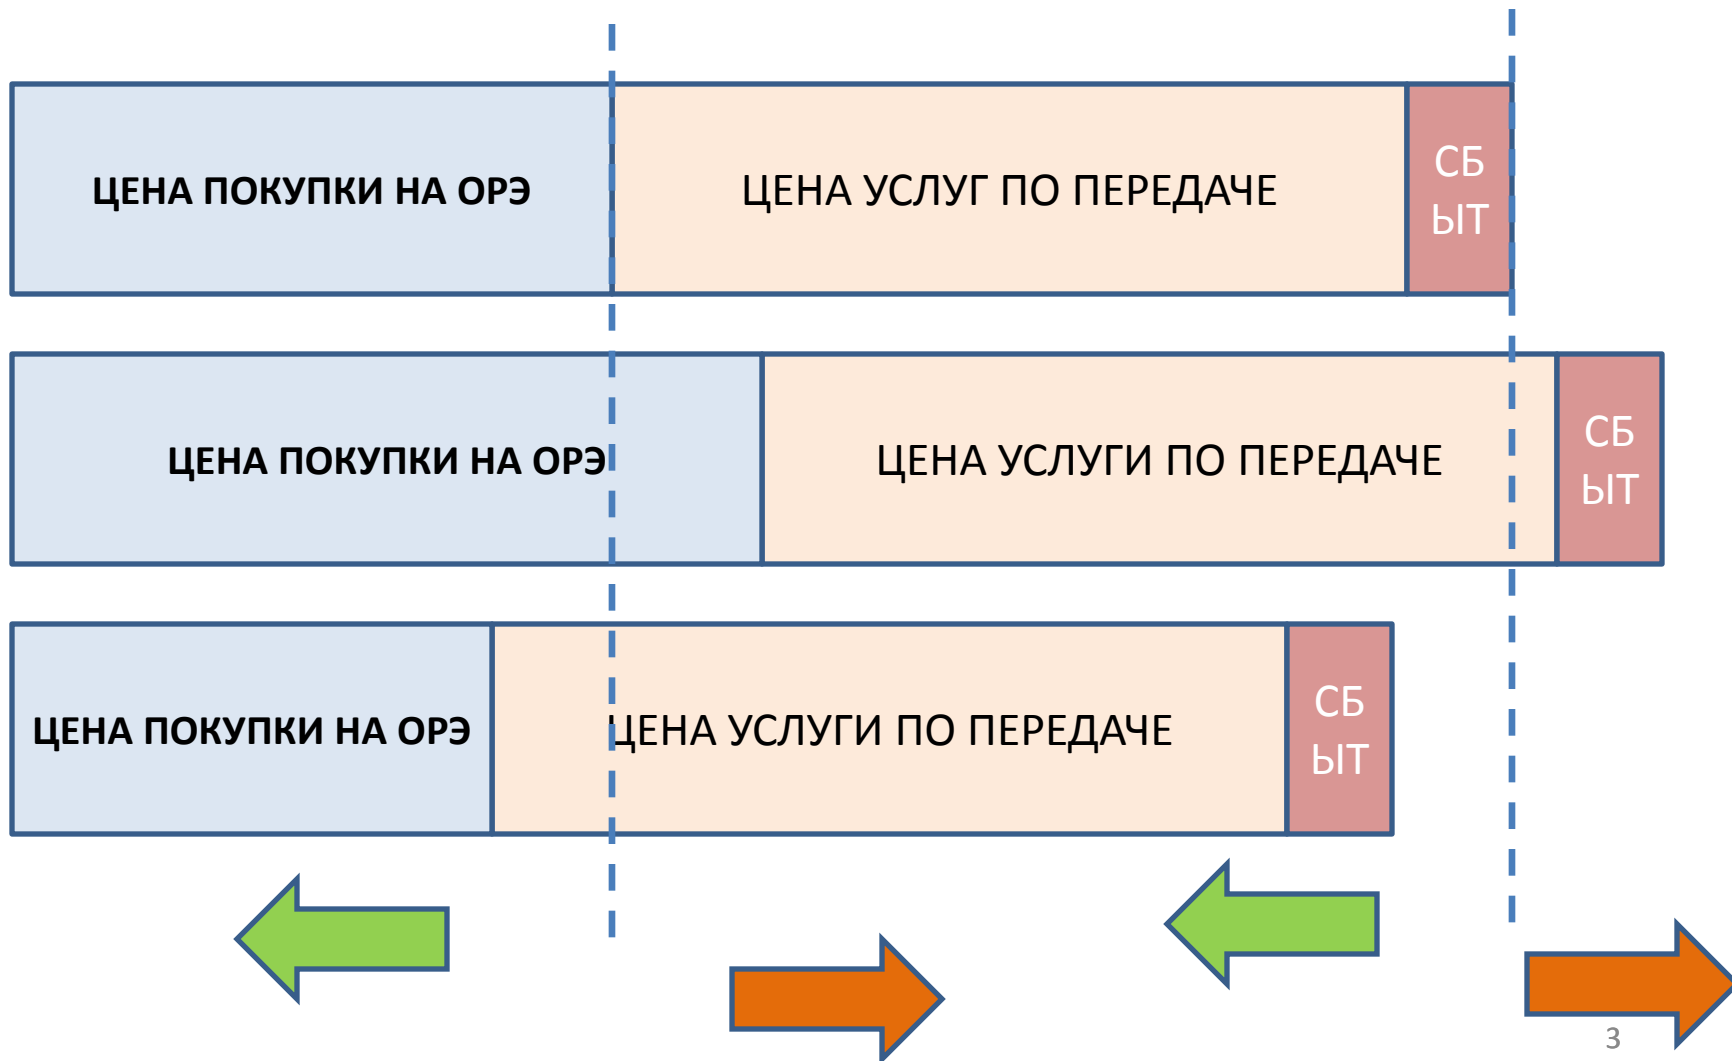 ЦЕНА ПОКУПКИ НА ОРЭ
ЦЕНА УСЛУГ ПО ПЕРЕДАЧЕ
СБ
ЫТ
ЦЕНА ПОКУПКИ НА ОРЭ
ЦЕНА УСЛУГИ ПО ПЕРЕДАЧЕ
СБ
ЫТ
ЦЕНА ПОКУПКИ НА ОРЭ
ЦЕНА УСЛУГИ ПО ПЕРЕДАЧЕ
СБ
ЫТ
3